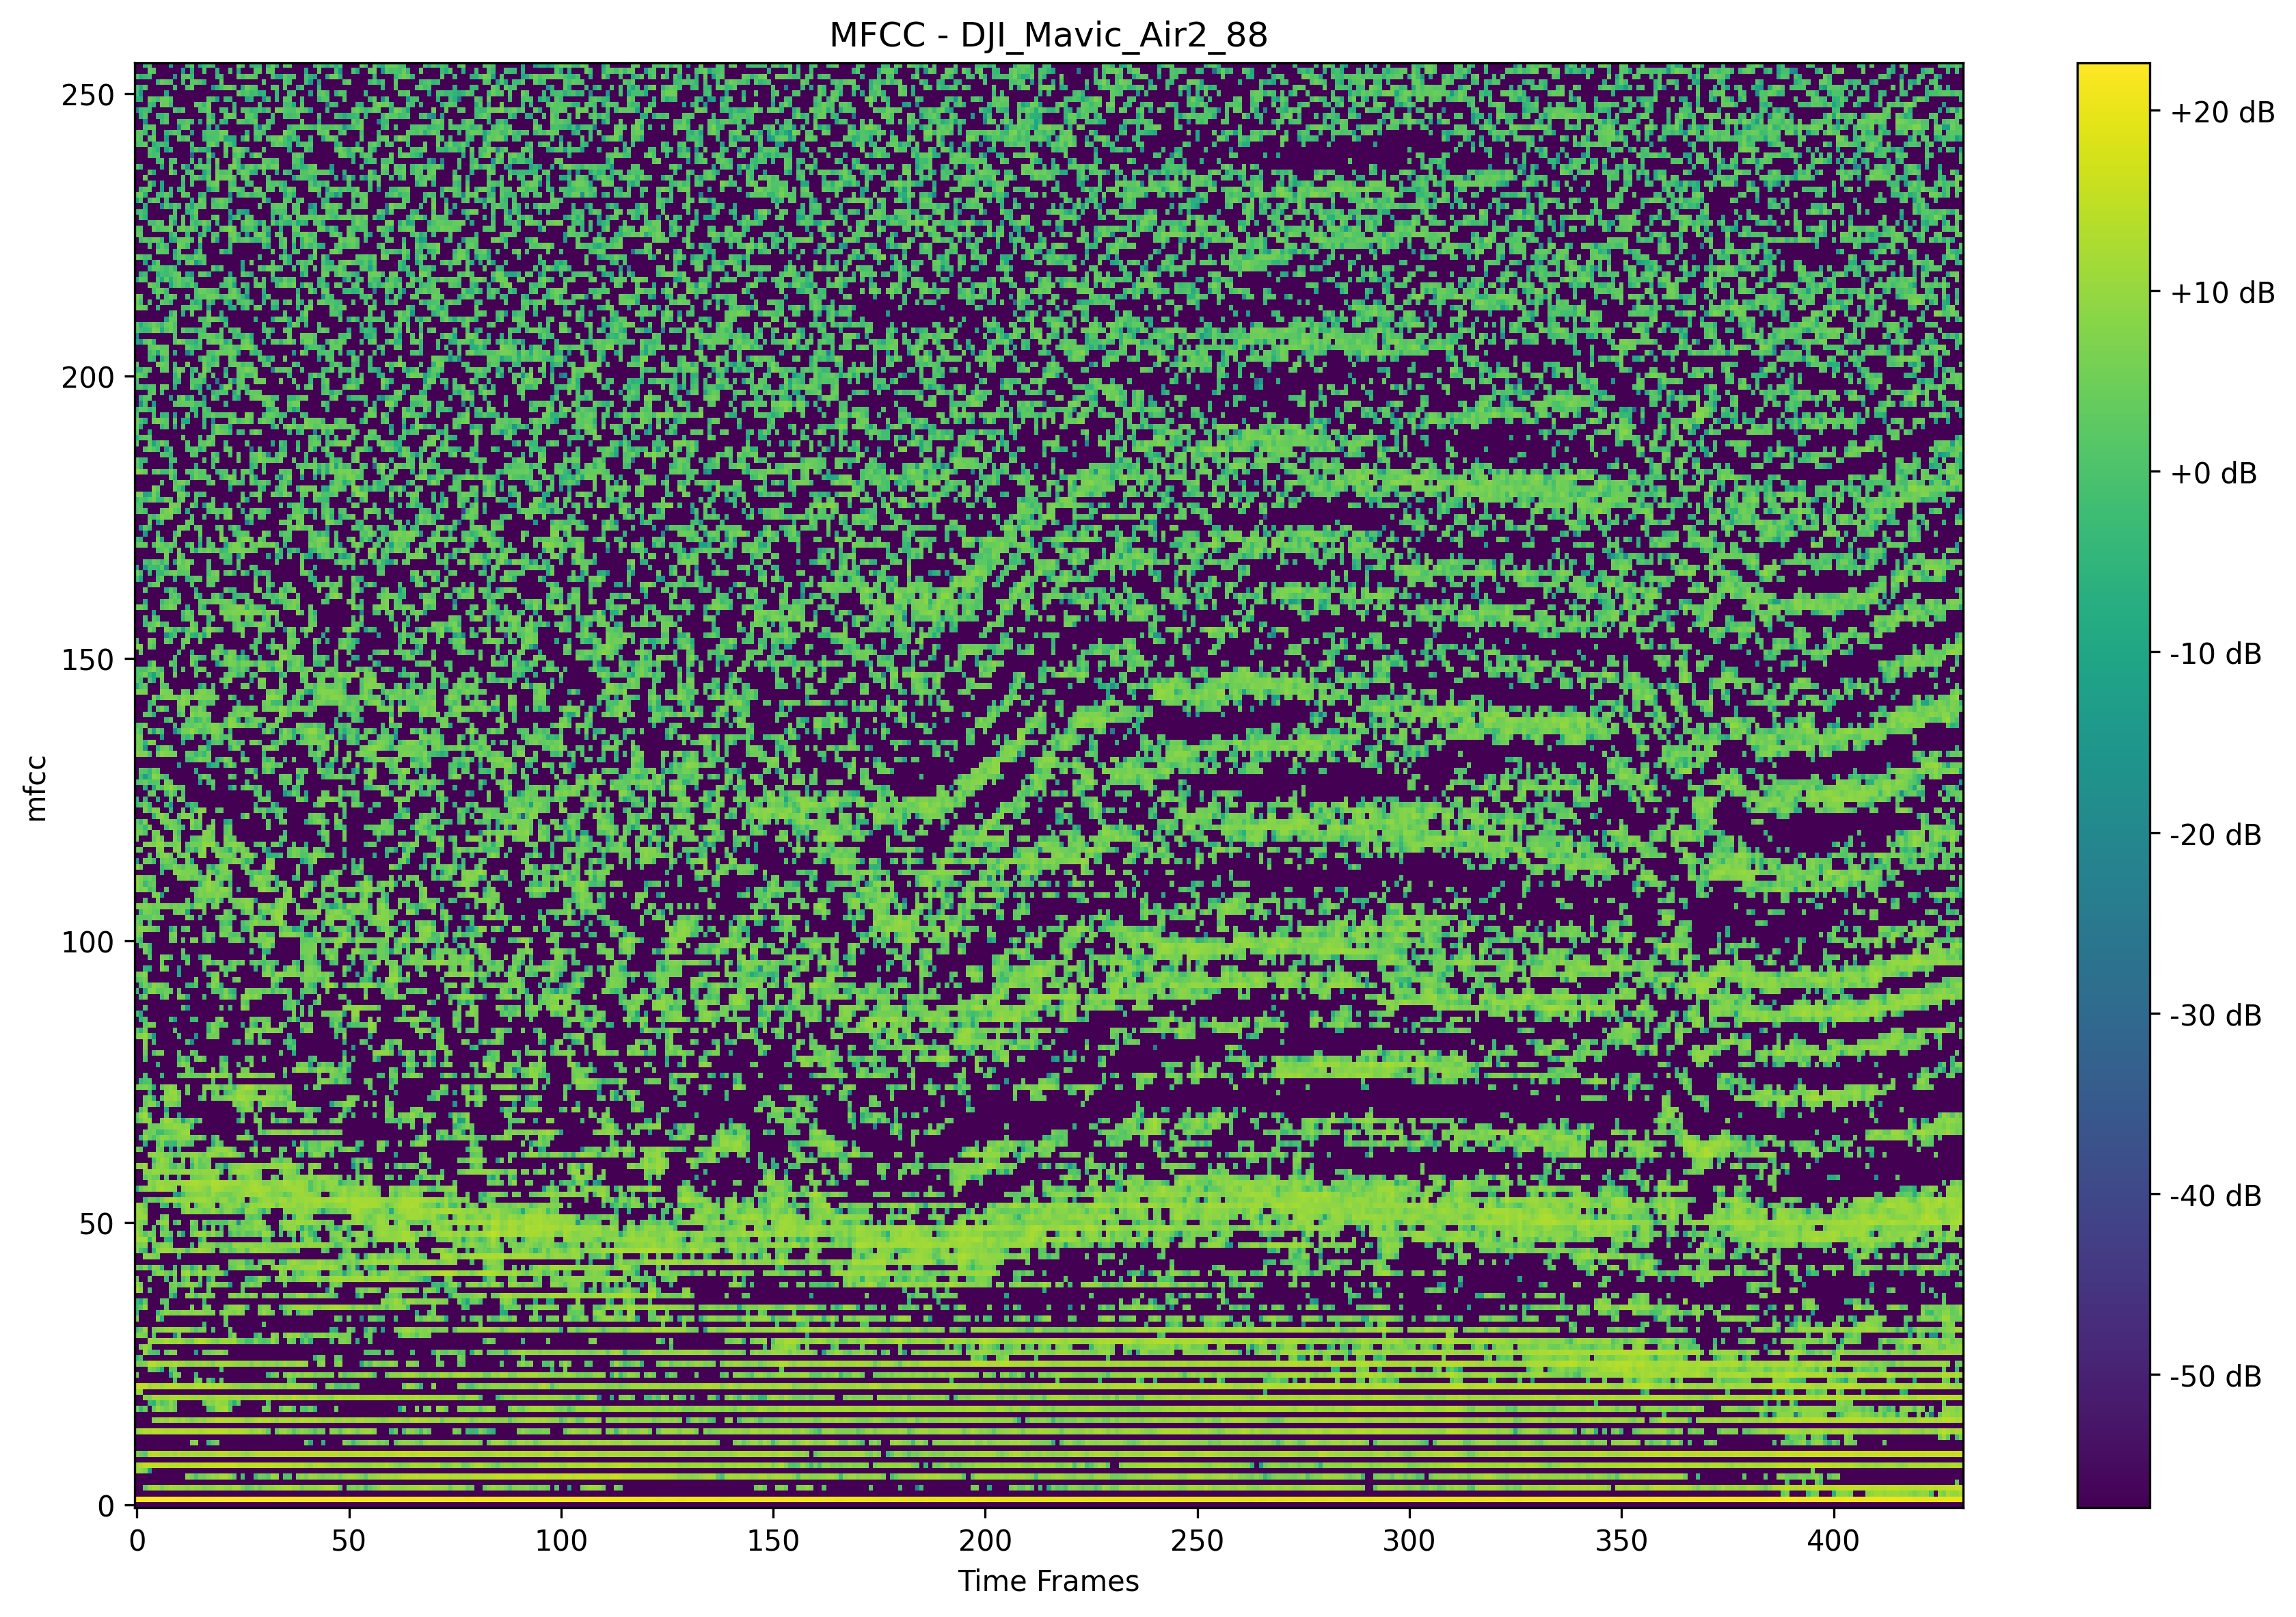 MFCC - DJI_Mavic_Air2_88
250
200
150
100
50
0
mfcc
0 50 100 150 200 250 300 350 400
Time Frames
+20 dB
+10 dB
+0 dB
-10 dB
-20 dB
-30 dB
-40 dB
-50 dB